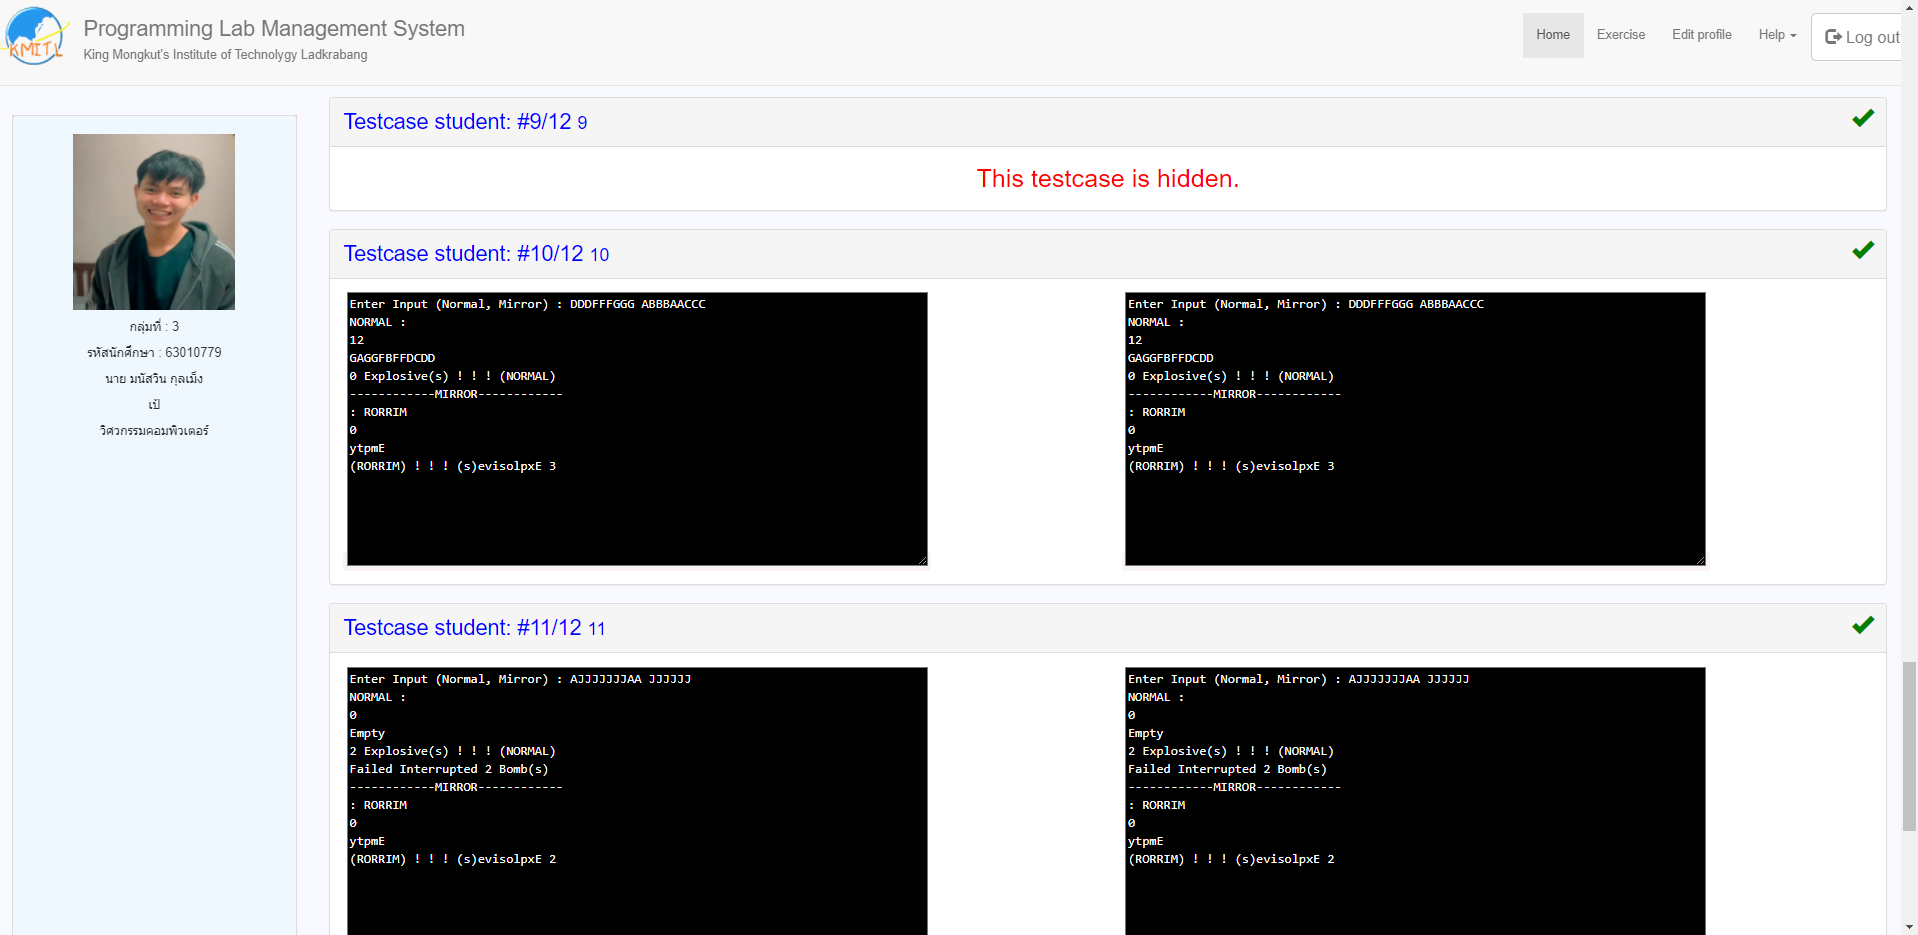 KMITL
Programming Lab Management System
King Mongkut's Institute of Technolygy Ladkrabang
Home
Exercise
Edit profile
Help
Log out
กลุ่มที่ : 3
รหัสนักศึกษา : 63010779
นาย มนัสวิน กุลเม็ง
เป้
วิศวกรรมคอมพิวเตอร์
Testcase student: #9/12 9
This testcase is hidden.
Testcase student: #10/12 10
Enter Input (Normal, Mirror) : DDDFFFGGG ABBBAACCC
NORMAL :
12
GAGGFBFFDCDD
0 Explosive(s) ! ! ! (NORMAL)
------------MIRROR------------
: RORRIM
0
ytpmE
(RORRIM) ! ! ! (s)evisolpxE 3
Enter Input (Normal, Mirror) : DDDFFFGGG ABBBAACCC
NORMAL :
12
GAGGFBFFDCDD
0 Explosive(s) ! ! ! (NORMAL)
------------MIRROR------------
: RORRIM
0
ytpmE
(RORRIM) ! ! ! (s)evisolpxE 3
Testcase student: #11/12 11
Enter Input (Normal, Mirror) : AJJJJJJJAA JJJJJJ
NORMAL :
0
Empty
2 Explosive(s) ! ! ! (NORMAL)
Failed Interrupted 2 Bomb(s)
------------MIRROR------------
: RORRIM
0
ytpmE
(RORRIM) ! ! ! (s)evisolpxE 2
Enter Input (Normal, Mirror) : AJJJJJJJAA JJJJJJ
NORMAL :
0
Empty
2 Explosive(s) ! ! ! (NORMAL)
Failed Interrupted 2 Bomb(s)
------------MIRROR------------
: RORRIM
0
ytpmE
(RORRIM) ! ! ! (s)evisolpxE 2